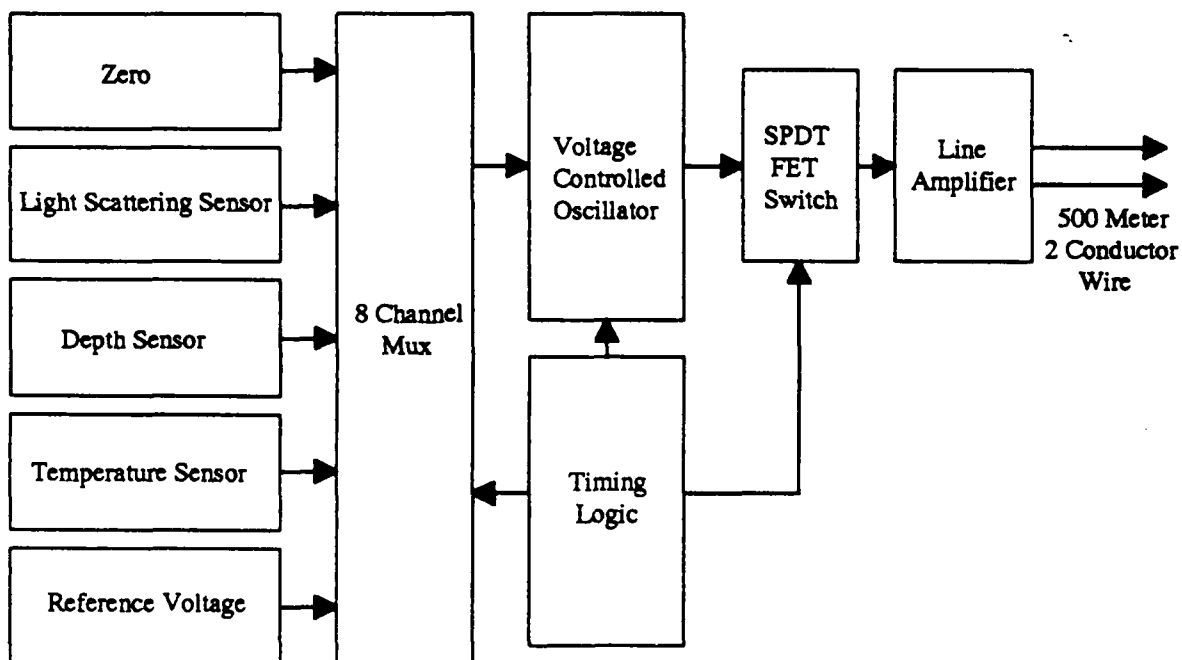 Zero
Light Scattering Sensor
Depth Sensor
Temperature Sensor
Reference Voltage
8 Channel
Mux
Voltage
Controlled
Oscillator
Timing
Logic
SPDT
FET
Switch
Line
Amplifier
500 Meter
2 Conductor
Wire